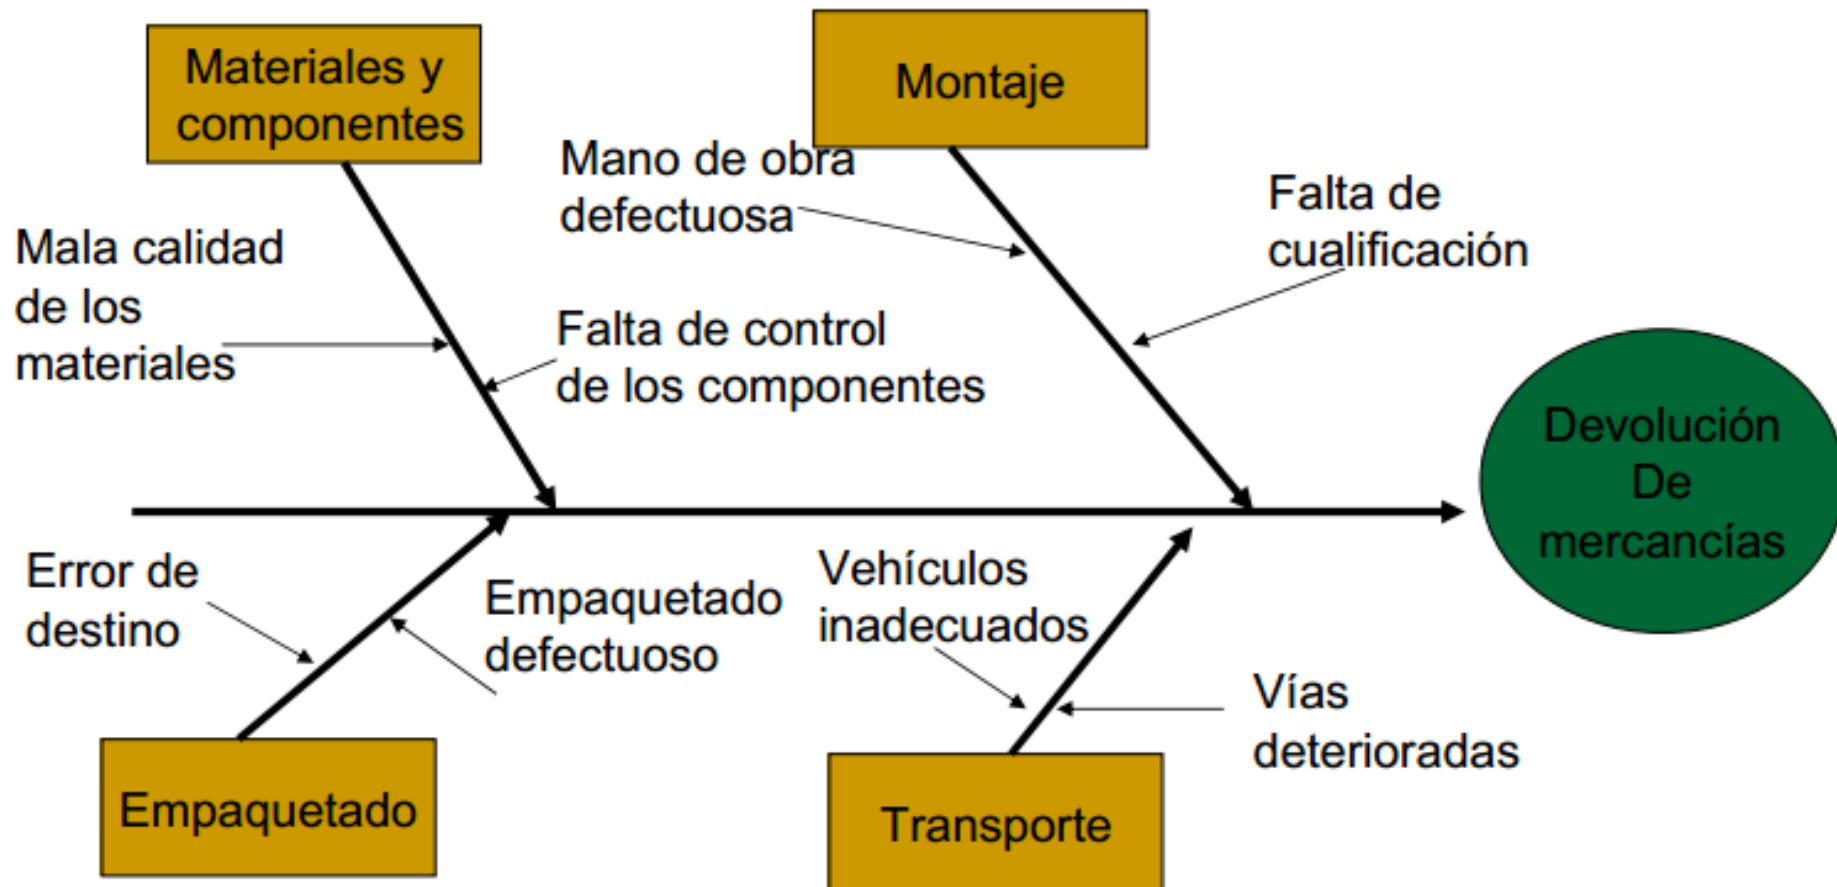 Materiales y
componentes
Montaje
Mano de obra
defectuosa
Falta de
cualificación
Mala calidad
de los
materiales
Falta de control
de los componentes
Devolución
De
mercancías
Error de
destino
Empaquetado
defectuoso
Vehículos
inadecuados
Vías
deterioradas
Empaquetado
Transporte